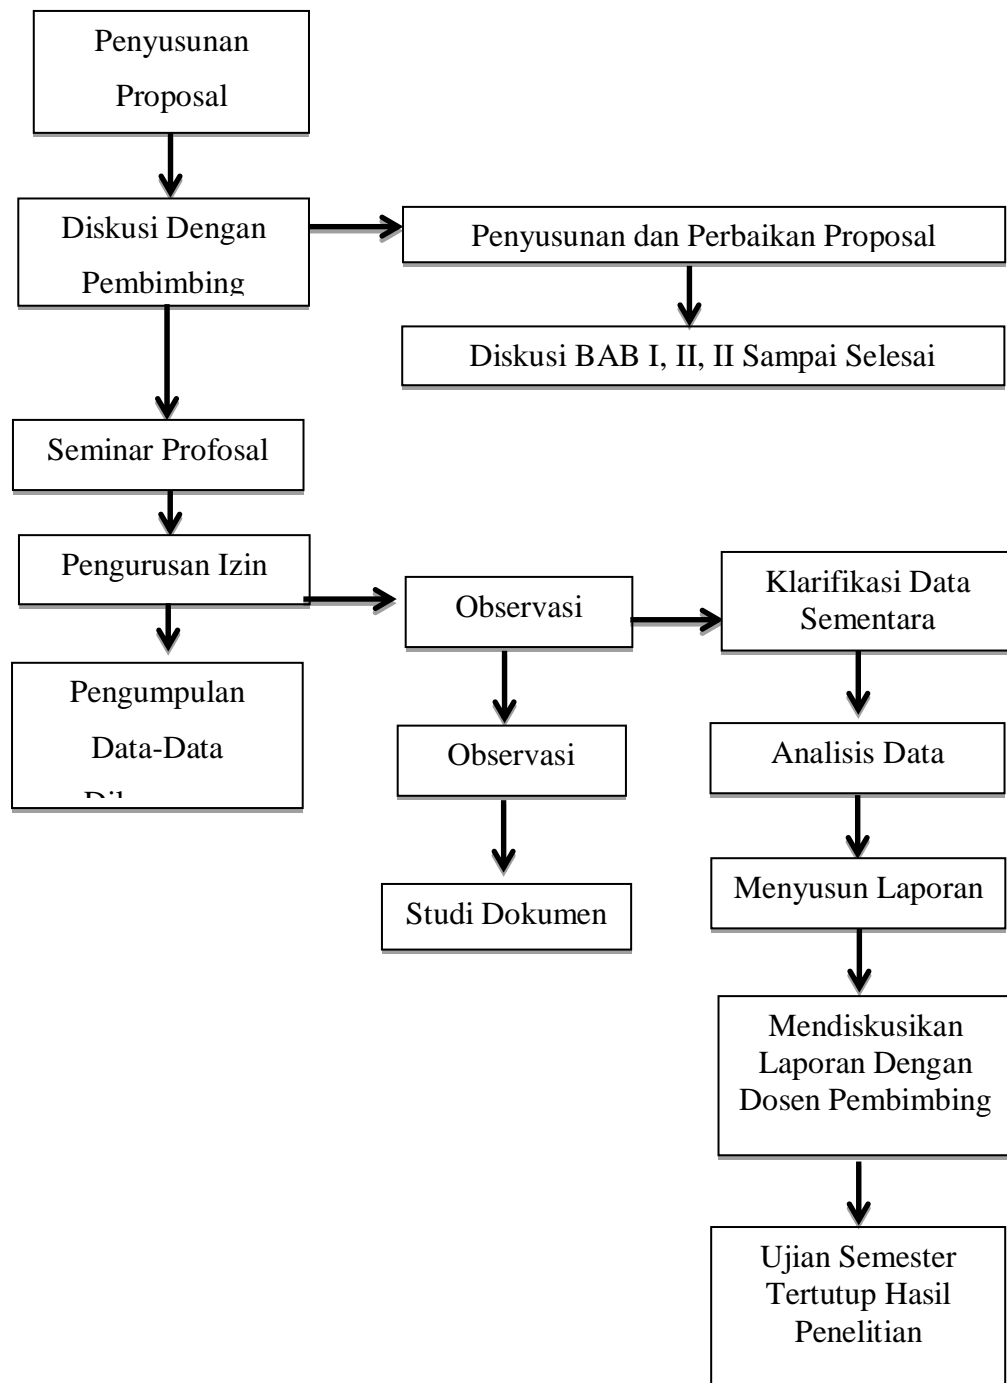 Penyusunan
Proposal
Diskusi Dengan
Pembimbing
Penyusunan dan Perbaikan Proposal
Diskusi BAB I, II, II Sampai Selesai
Seminar Profosal
Pengurusan Izin
Pengumpulan
Data-Data
Observasi
Observasi
Studi Dokumen
Klarifikasi Data
Sementara
Analisis Data
Menyusun Laporan
Mendiskusikan
Laporan Dengan
Dosen Pembimbing
Ujian Semester
Tertutup Hasil
Penelitian